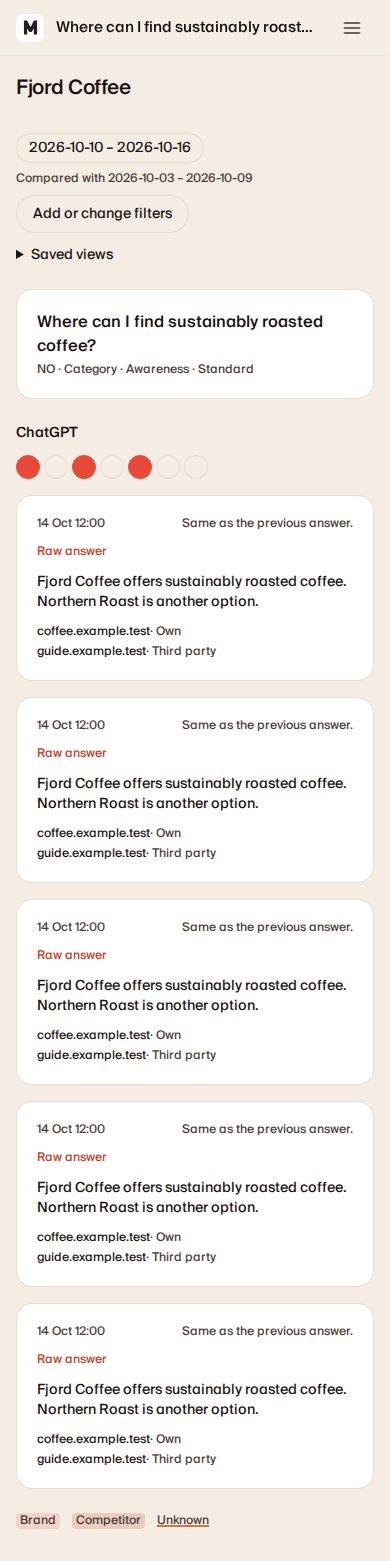 M Where can I find sustainably roast...
Fjord Coffee
2026-10-10 – 2026-10-16
Compared with 2026-10-03 – 2026-10-09
Add or change filters
Saved views
Where can I find sustainably roasted
coffee?
NO · Category · Awareness · Standard
ChatGPT
14 Oct 12:00 Same as the previous answer.
Raw answer
Fjord Coffee offers sustainably roasted coffee.
Northern Roast is another option.
coffee.example.test· Own
guide.example.test· Third party
14 Oct 12:00 Same as the previous answer.
Raw answer
Fjord Coffee offers sustainably roasted coffee.
Northern Roast is another option.
coffee.example.test· Own
guide.example.test· Third party
14 Oct 12:00 Same as the previous answer.
Raw answer
Fjord Coffee offers sustainably roasted coffee.
Northern Roast is another option.
coffee.example.test· Own
guide.example.test· Third party
14 Oct 12:00 Same as the previous answer.
Raw answer
Fjord Coffee offers sustainably roasted coffee.
Northern Roast is another option.
coffee.example.test· Own
guide.example.test· Third party
14 Oct 12:00 Same as the previous answer.
Raw answer
Fjord Coffee offers sustainably roasted coffee.
Northern Roast is another option.
coffee.example.test· Own
guide.example.test· Third party
Brand Competitor Unknown